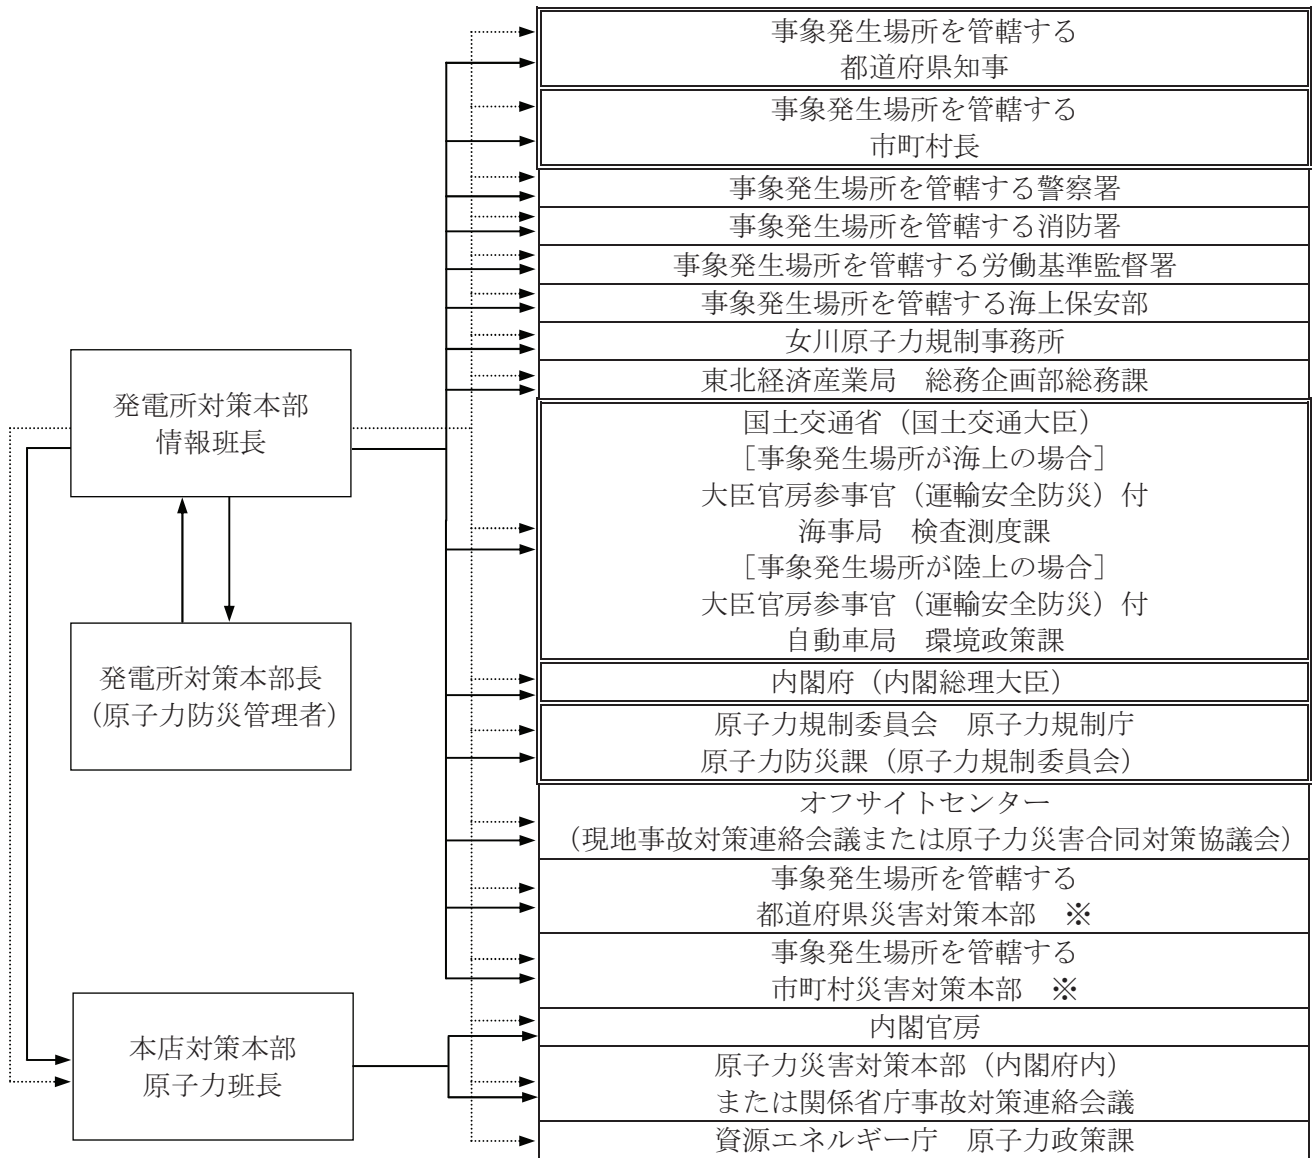 事象発生場所を管轄する
都道府県知事
事象発生場所を管轄する
市町村長
事象発生場所を管轄する警察署
事象発生場所を管轄する消防署
事象発生場所を管轄する労働基準監督署
事象発生場所を管轄する海上保安部
女川原子力規制事務所
東北経済産業局　総務企画部総務課
国土交通省（国土交通大臣）
［事象発生場所が海上の場合］
大臣官房参事官（運輸安全防災）付
海事局　検査測度課
［事象発生場所が陸上の場合］
大臣官房参事官（運輸安全防災）付
自動車局　環境政策課
内閣府（内閣総理大臣）
原子力規制委員会　原子力規制庁
原子力防災課（原子力規制委員会）
オフサイトセンター
（現地事故対策連絡会議または原子力災害合同対策協議会）
事象発生場所を管轄する
都道府県災害対策本部　※
事象発生場所を管轄する
市町村災害対策本部　※
内閣官房
原子力災害対策本部（内閣府内）
または関係省庁事故対策連絡会議
資源エネルギー庁　原子力政策課
発電所対策本部
情報班長
発電所対策本部長
（原子力防災管理者）
本店対策本部
原子力班長